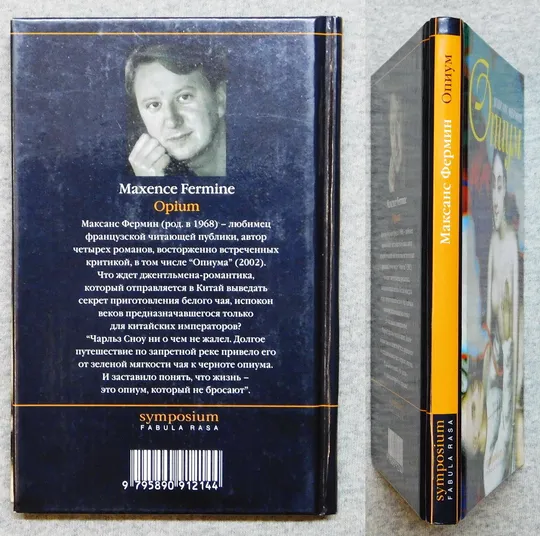 Maxence Fermine
Opium
Максанс Фермин (род. в 1968) – любимец
французской читающей публики, автор
четырех романов, восторженно встреченных
критикой, в том числе “Опиума” (2002).
Что ждет джентльмена-романтика,
который отправляется в Китай выведать
секрет приготовления белого чая, испокон
веков предназначавшегося только
для китайских императоров?
“Чарльз Сноу ни о чем не жалел. Долгое
путешествие по запретной реке привело его
от зеленой мягкости чая к черноте опиума.
И заставило понять, что жизнь –
это опиум, который не бросают”.
symposium
FABULA RASA
9 795890 912144
Максанс Фермин Опиум
symposium
FABULA RASA
Опиум
Maxence Fermine
Opium